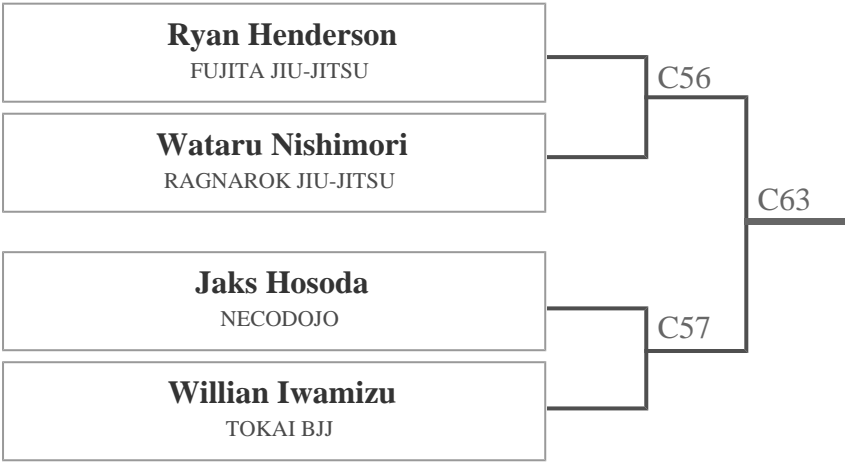 Ryan Henderson
FUJITA JIU-JITSU
C56
Wataru Nishimori
RAGNAROK JIU-JITSU
C63
Jaks Hosoda
NECODOJO
C57
Willian Iwamizu
TOKAI BJJ